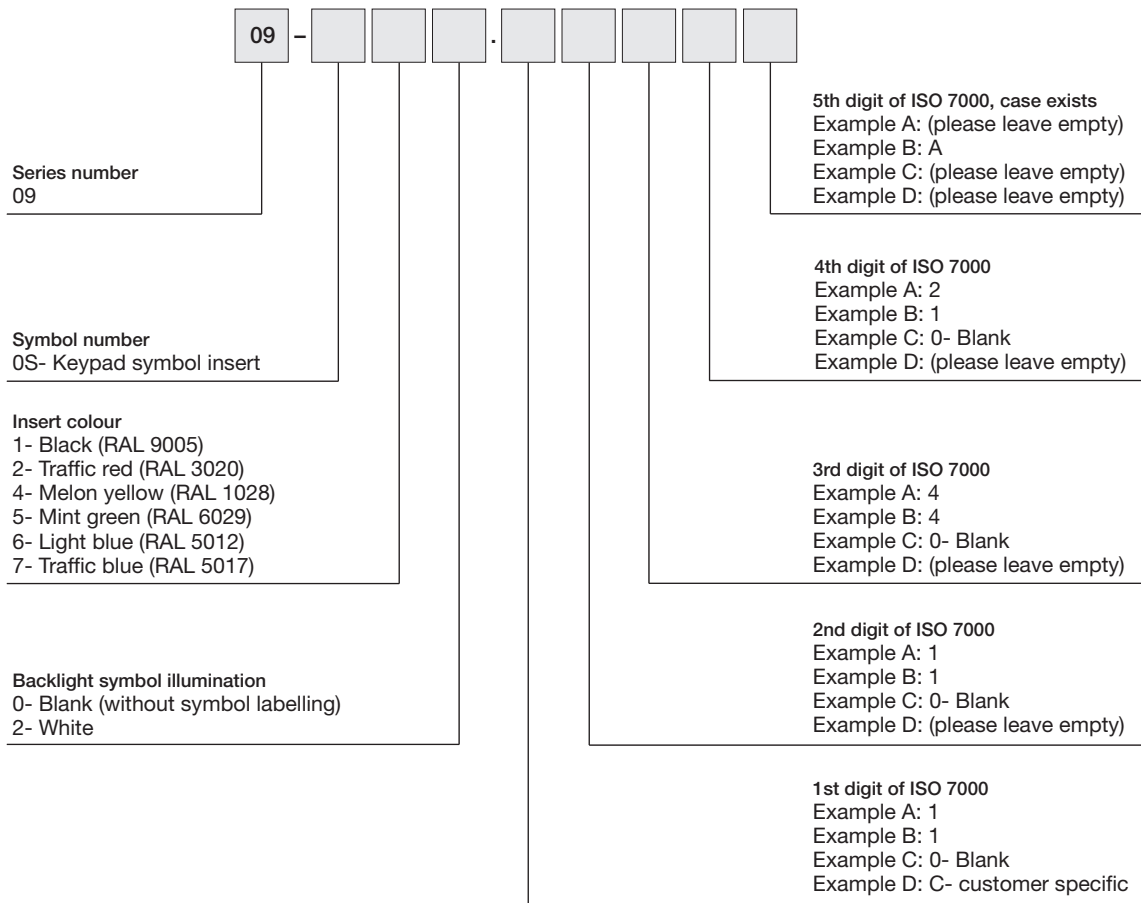 09 – .
5th digit of ISO 7000, case exists
Example A: (please leave empty)
Example B: A
Example C: (please leave empty)
Example D: (please leave empty)
Series number
09
4th digit of ISO 7000
Example A: 2
Example B: 1
Example C: 0- Blank
Example D: (please leave empty)
Symbol number
0S- Keypad symbol insert
Insert colour
1- Black (RAL 9005)
2- Traffic red (RAL 3020)
4- Melon yellow (RAL 1028)
5- Mint green (RAL 6029)
6- Light blue (RAL 5012)
7- Traffic blue (RAL 5017)
3rd digit of ISO 7000
Example A: 4
Example B: 4
Example C: 0- Blank
Example D: (please leave empty)
2nd digit of ISO 7000
Example A: 1
Example B: 1
Example C: 0- Blank
Example D: (please leave empty)
Backlight symbol illumination
0- Blank (without symbol labelling)
2- White
1st digit of ISO 7000
Example A: 1
Example B: 1
Example C: 0- Blank
Example D: C- customer specific